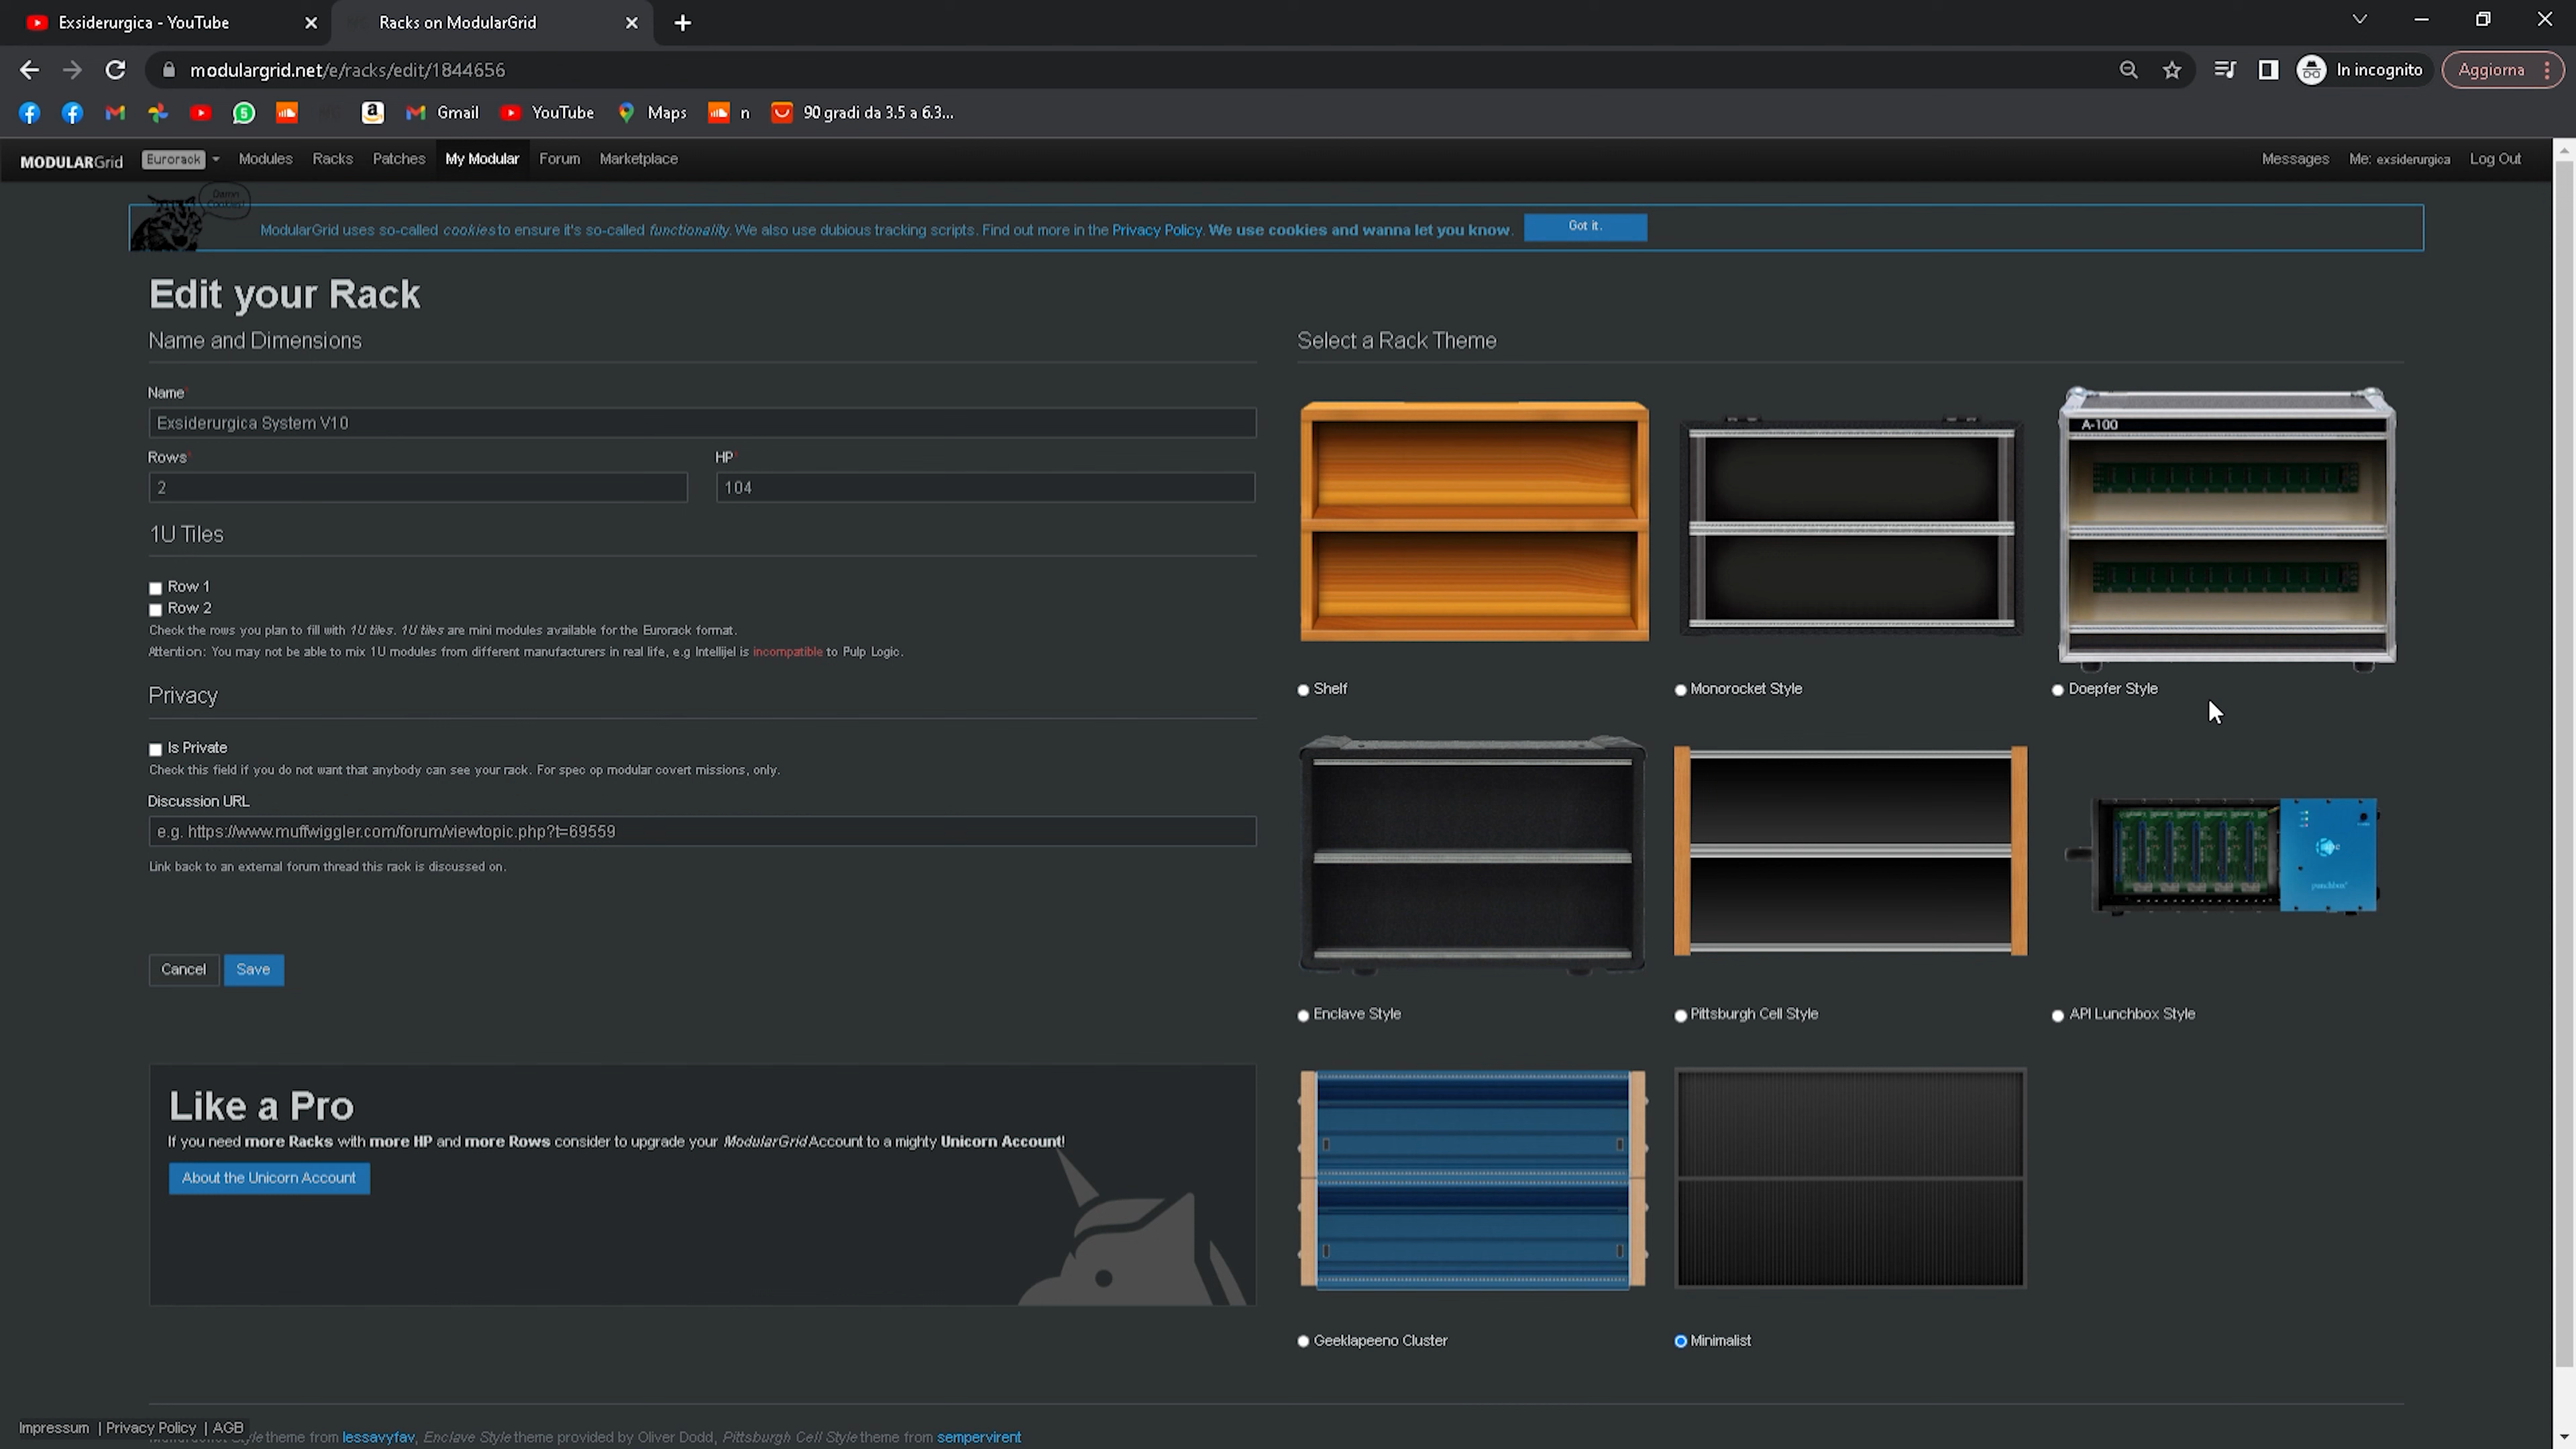 Exsiderurgica - YouTube
Racks on ModularGrid
modulargrid.net/e/racks/edit/1844656
In incognito
Aggiorna
5
Gmail
YouTube
Maps
n
90 gradi da 3.5 a 6.3...
MODULARGrid
Eurorack
Modules
Racks
Patches
My Modular
Forum
Marketplace
Messages
Me: exsiderurgica
Log Out
Damn cookies!
ModularGrid uses so-called cookies to ensure it's so-called functionality. We also use dubious tracking scripts. Find out more in the Privacy Policy. We use cookies and wanna let you know.
Got it.
Edit your Rack
Name and Dimensions
Name*
Exsiderurgica System V10
Rows*
HP*
2
104
1U Tiles
Row 1
Row 2
Check the rows you plan to fill with 1U tiles. 1U tiles are mini modules available for the Eurorack format.
Attention: You may not be able to mix 1U modules from different manufacturers in real life, e.g Intellijel is incompatible to Pulp Logic.
Privacy
Is Private
Check this field if you do not want that anybody can see your rack. For spec op modular covert missions, only.
Discussion URL
e.g. https://www.muffwiggler.com/forum/viewtopic.php?t=69559
Link back to an external forum thread this rack is discussed on.
Cancel
Save
Like a Pro
If you need more Racks with more HP and more Rows consider to upgrade your ModularGrid Account to a mighty Unicorn Account!
About the Unicorn Account
Select a Rack Theme
A-100
Shelf
Monorocket Style
Doepfer Style
punchbox
Enclave Style
Pittsburgh Cell Style
API Lunchbox Style
Geeklapeeno Cluster
Minimalist
Impressum | Privacy Policy | AGB
Style theme from lessavyfav, Enclave Style theme provided by Oliver Dodd, Pittsburgh Cell Style theme from sempervirent